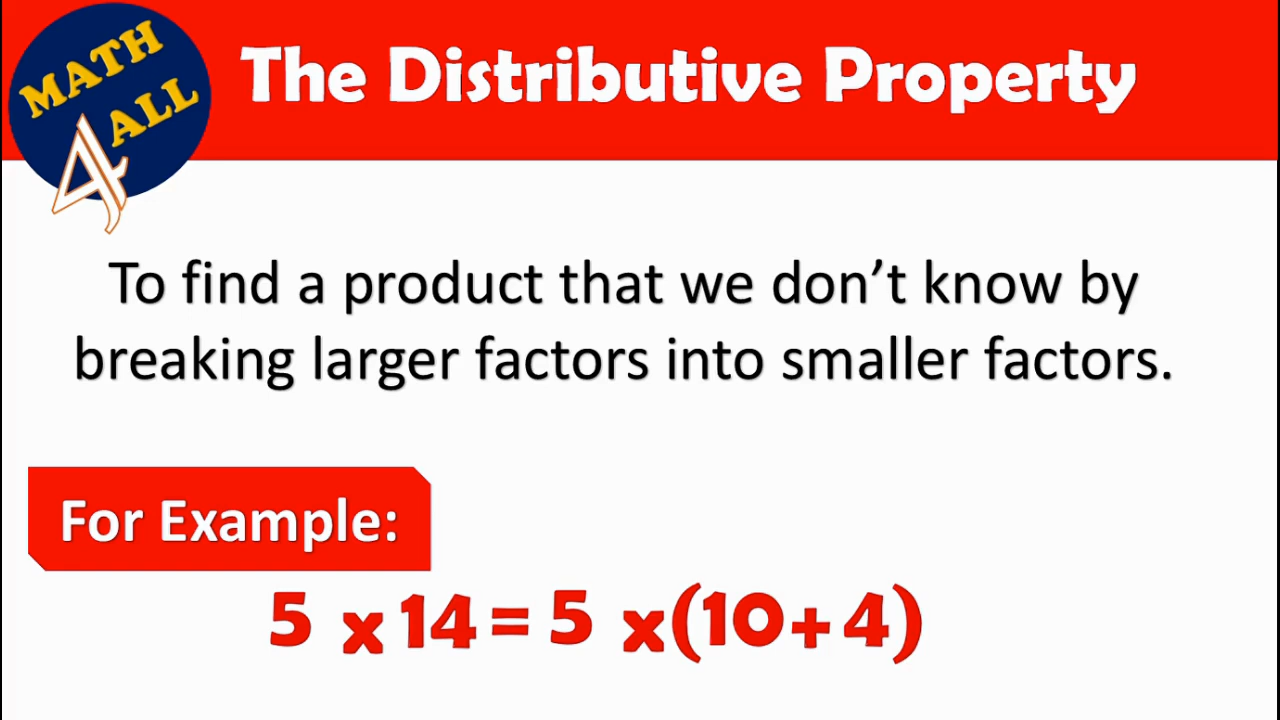 MATH
4 ALL
The Distributive Property
To find a product that we don’t know by
breaking larger factors into smaller factors.
For Example:
5 x 14 = 5 x (10 + 4)